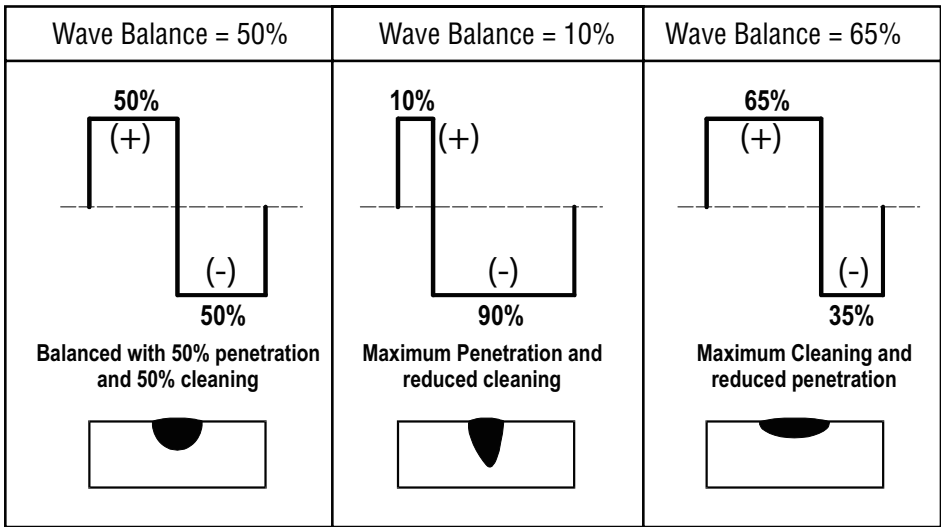 Wave Balance = 50%
50%
(+)
(-)
50%
Balanced with 50% penetration
and 50% cleaning
Wave Balance = 10%
10%
(+)
(-)
90%
Maximum Penetration and
reduced cleaning
Wave Balance = 65%
65%
(+)
(-)
35%
Maximum Cleaning and
reduced penetration